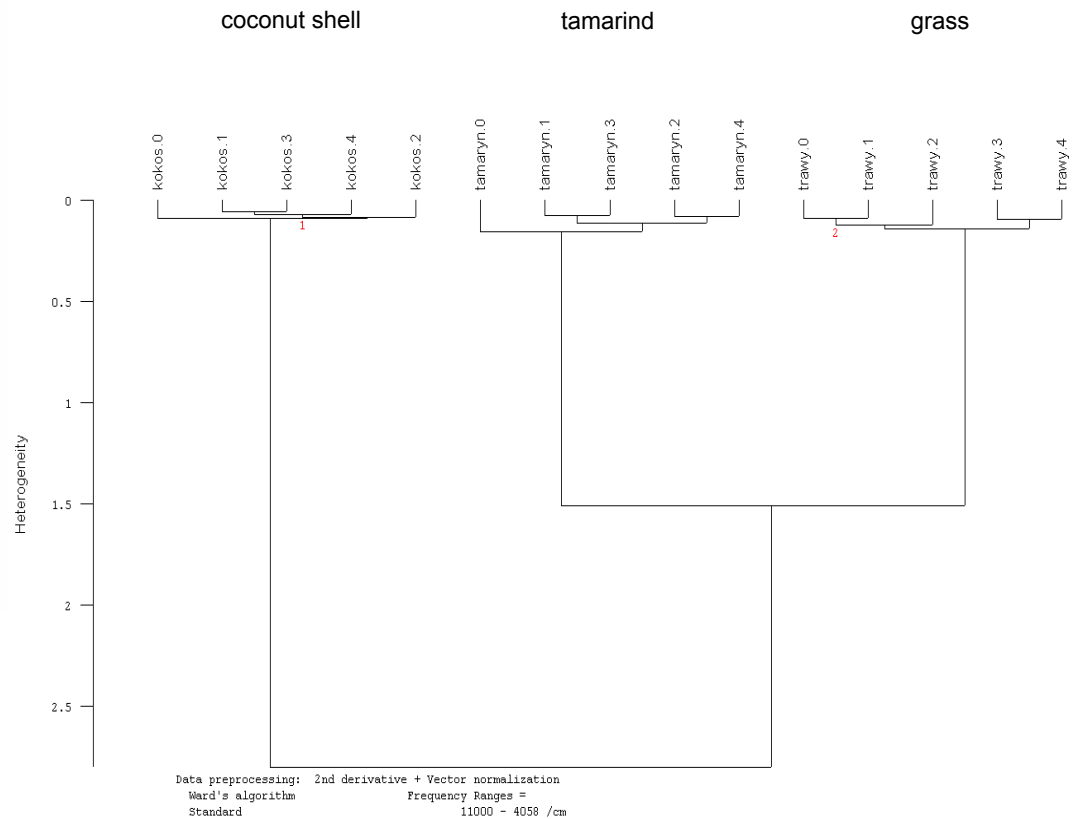 coconut shell tamarind grass
kokos.0 kokos.1 kokos.3 kokos.4 kokos.2 tamaryn.0 tamaryn.1 tamaryn.3 tamaryn.2 tamaryn.4 trawy.0 trawy.1 trawy.2 trawy.3 trawy.4
0
1
2
0.5
1
Heterogeneity
1.5
2
2.5
Data preprocessing: 2nd derivative + Vector normalization
Ward's algorithm Frequency Ranges =
Standard 11000 - 4058 /cm